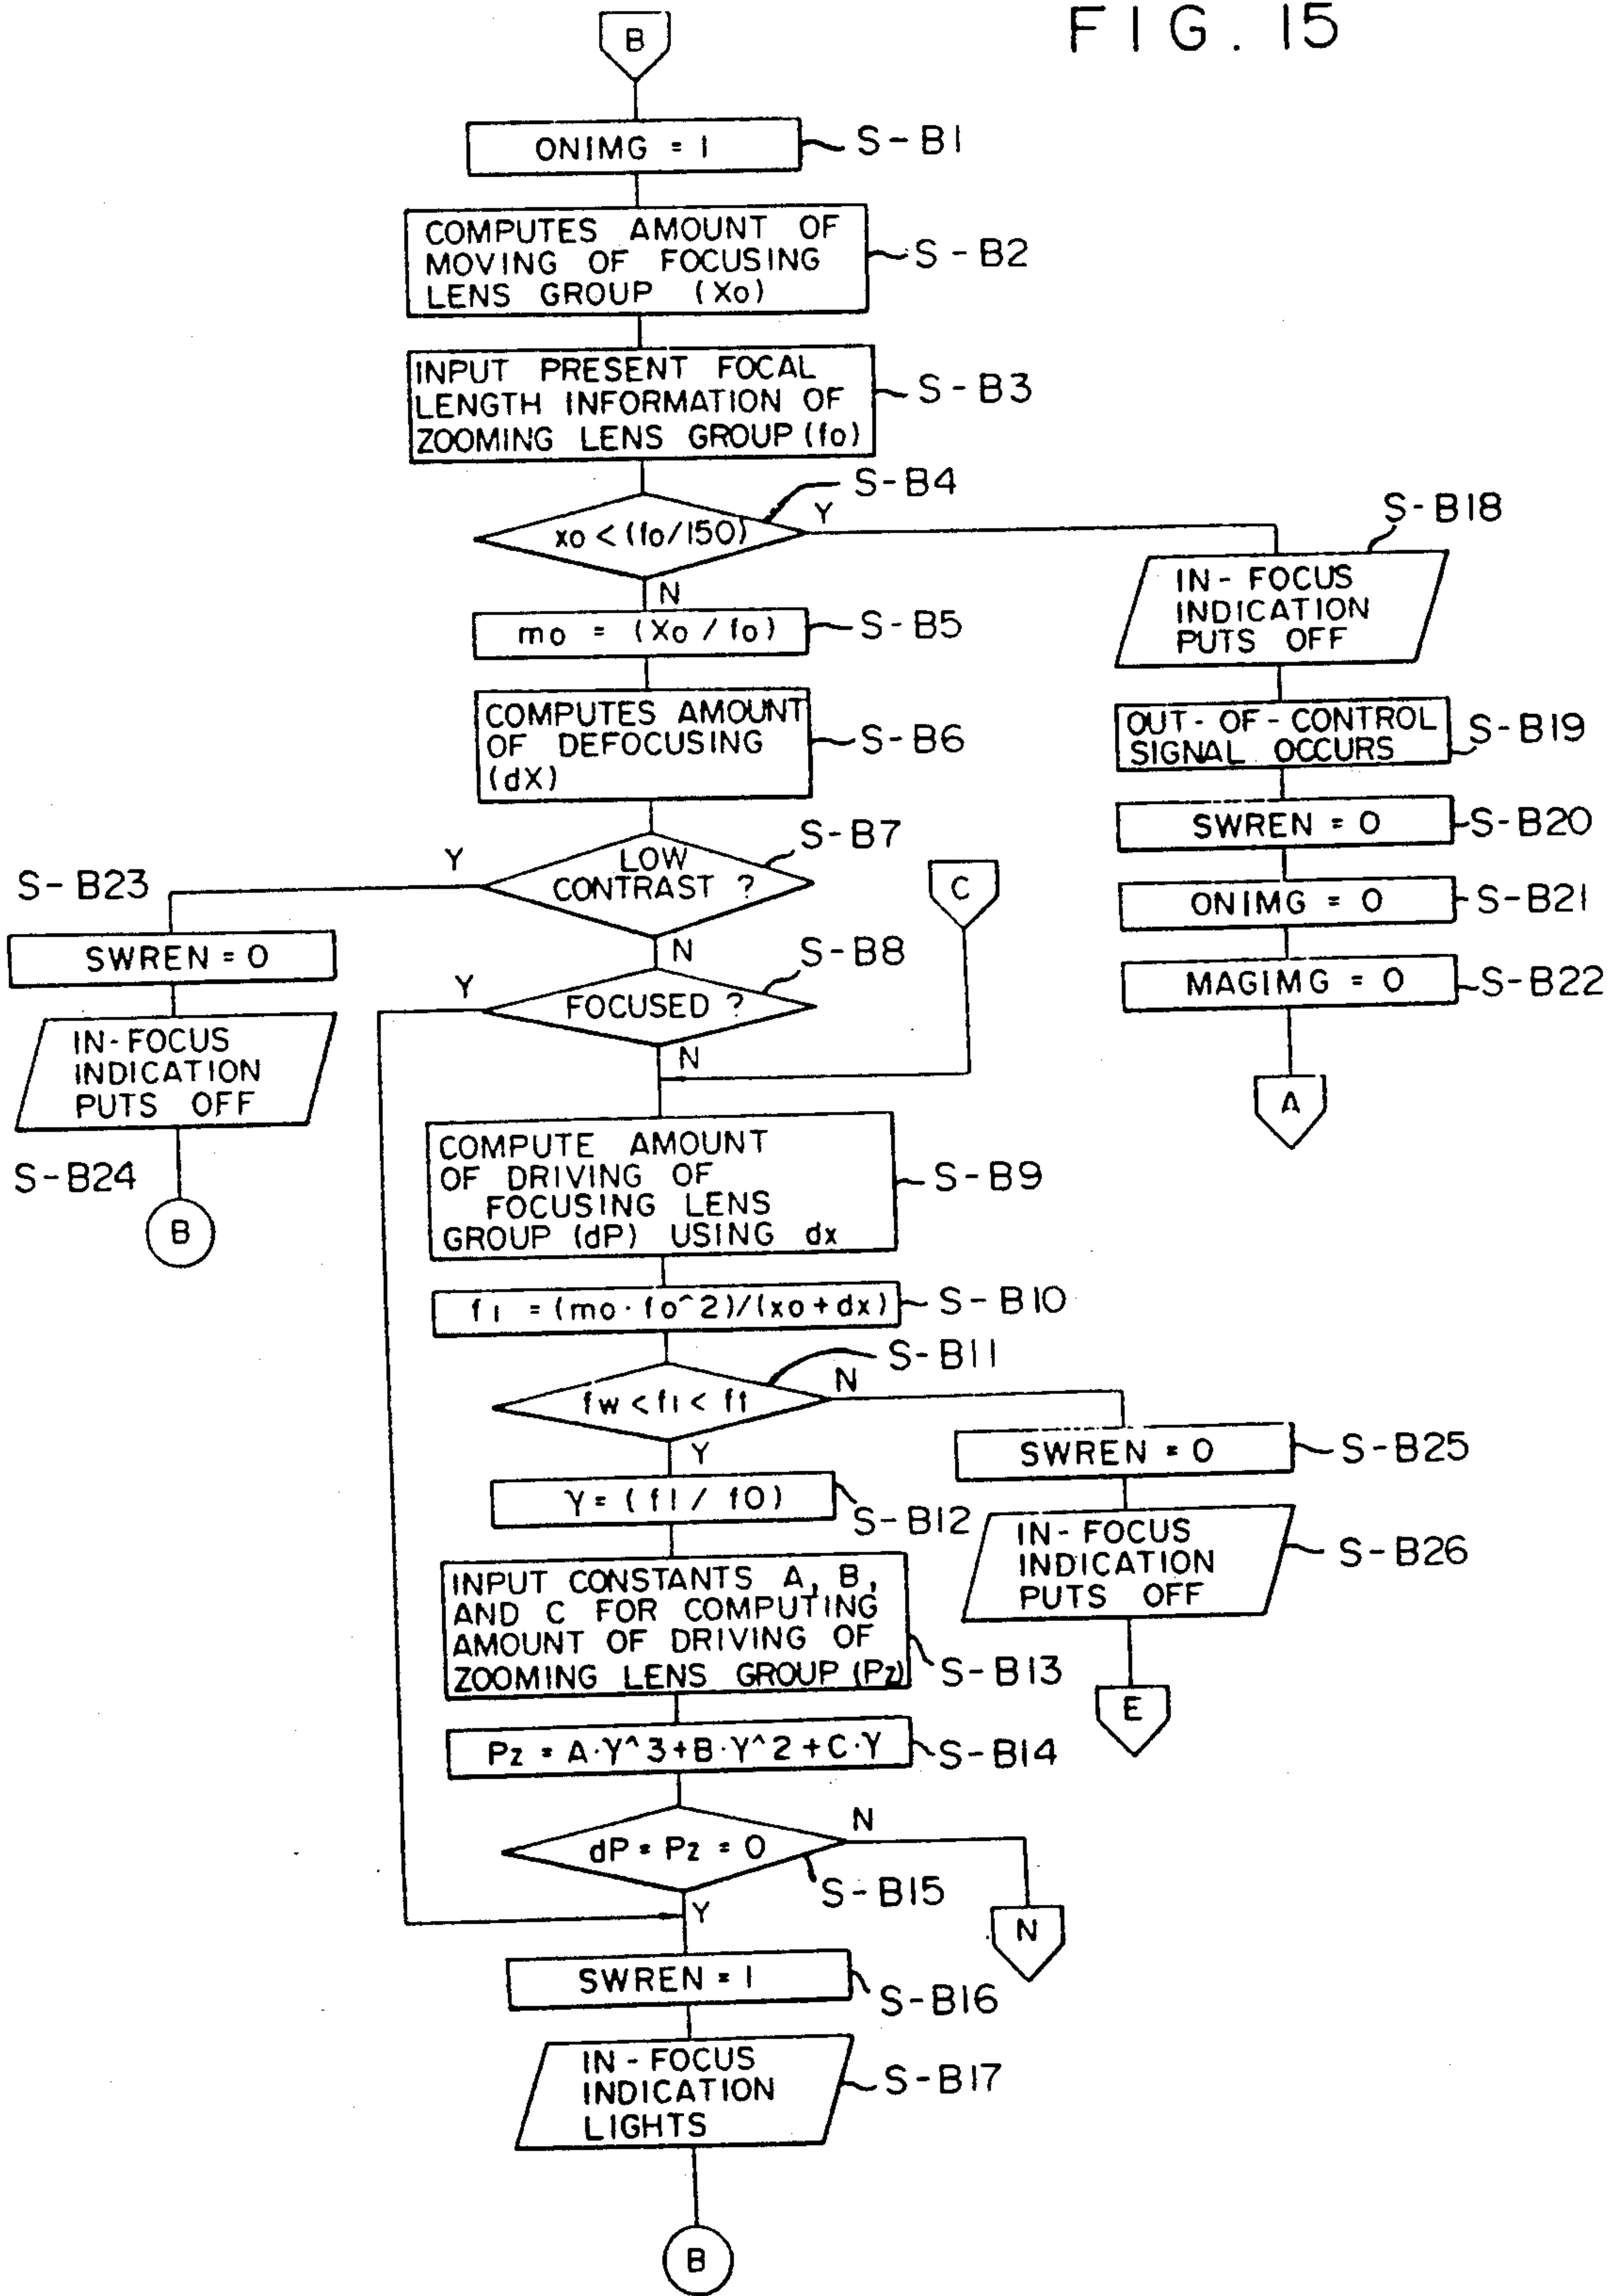 FIG. 15
B
ONIMG = 1
S-B1
COMPUTES AMOUNT OF
MOVING OF FOCUSING
LENS GROUP (Xo)
S-B2
INPUT PRESENT FOCAL
LENGTH INFORMATION OF
ZOOMING LENS GROUP (fo)
S-B3
S-B4
xo < (fo/150)
Y
N
mo = (Xo / fo)
S-B5
COMPUTES AMOUNT
OF DEFOCUSING
(dX)
S-B6
S-B7
LOW
CONTRAST ?
Y
N
S-B8
FOCUSED ?
Y
N
C
S-B18
IN-FOCUS
INDICATION
PUTS OFF
OUT-OF-CONTROL
SIGNAL OCCURS
S-B19
SWREN = 0
S-B20
ONIMG = 0
S-B21
MAGIMG = 0
S-B22
A
S-B23
SWREN = 0
IN-FOCUS
INDICATION
PUTS OFF
S-B24
B
COMPUTE AMOUNT
OF DRIVING OF
FOCUSING LENS
GROUP (dP) USING dx
S-B9
f1 = (mo·fo^2)/(xo+dx)
S-B10
S-B11
fw < f1 < ft
N
Y
γ = (f1 / f0)
S-B12
INPUT CONSTANTS A, B,
AND C FOR COMPUTING
AMOUNT OF DRIVING OF
ZOOMING LENS GROUP (Pz)
S-B13
Pz = A·γ^3+B·γ^2+C·γ
S-B14
dP = Pz = 0
N
S-B15
Y
N
SWREN = 0
S-B25
IN-FOCUS
INDICATION
PUTS OFF
S-B26
E
SWREN = 1
S-B16
IN-FOCUS
INDICATION
LIGHTS
S-B17
B